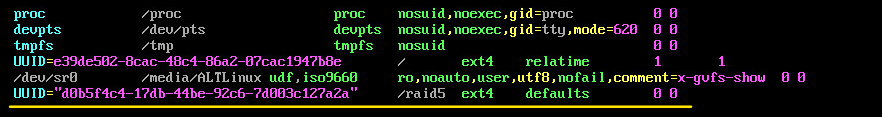 proc /proc proc nosuid,noexec,gid=proc 0 0
devpts /dev/pts devpts nosuid,noexec,gid=tty,mode=620 0 0
tmpfs /tmp tmpfs nosuid 0 0
UUID=e39de502-8cac-48c4-86a2-07cac1947b8e / ext4 relatime 1 1
/dev/sr0 /media/ALTLinux udf,iso9660 ro,noauto,user,utf8,nofail,comment=x-gvfs-show 0 0
UUID="d0b5f4c4-17db-44be-92c6-7d003c127a2a" /raid5 ext4 defaults 0 0